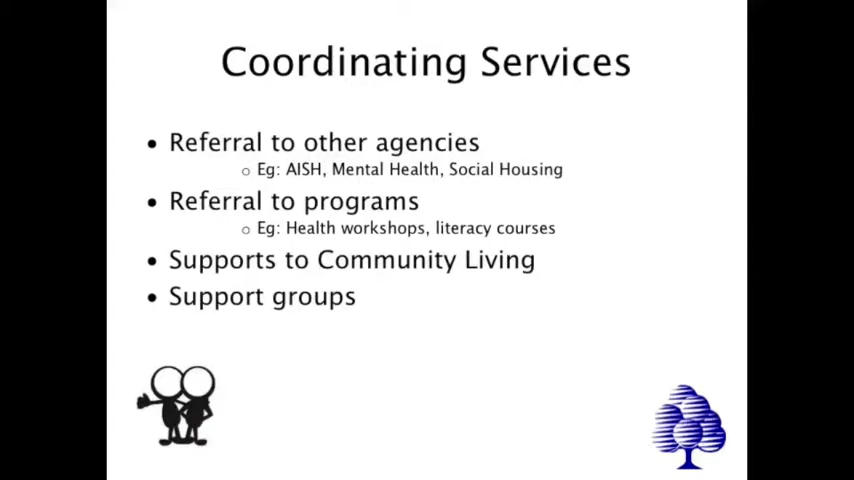 Coordinating Services
• Referral to other agencies
○ Eg: AISH, Mental Health, Social Housing
• Referral to programs
○ Eg: Health workshops, literacy courses
• Supports to Community Living
• Support groups